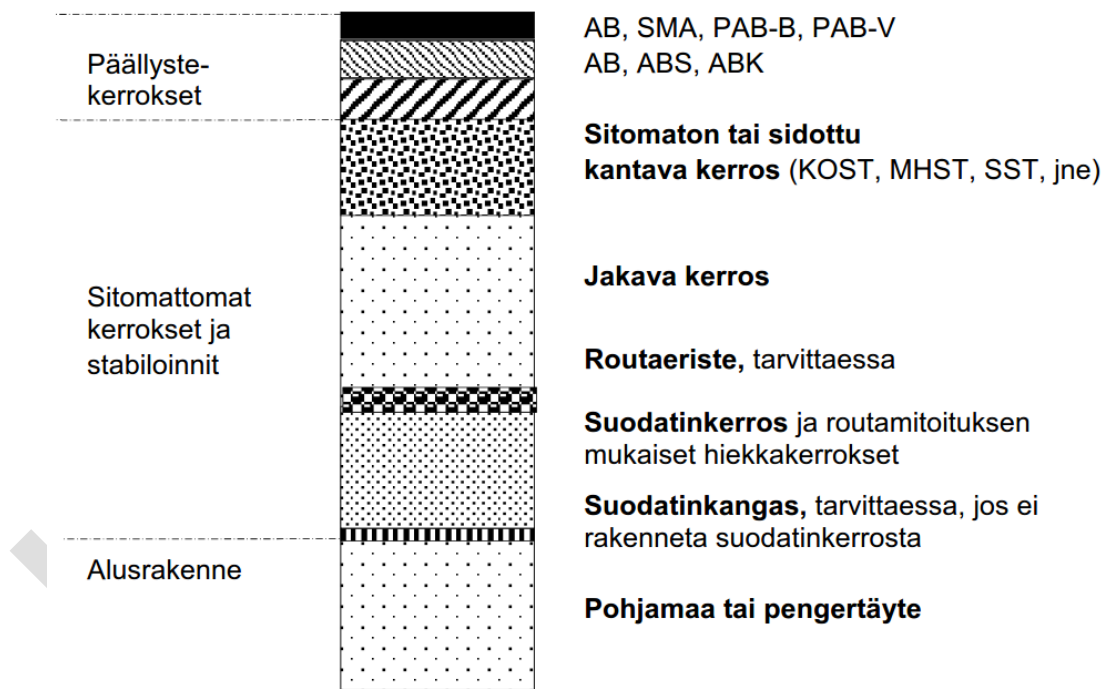 AB, SMA, PAB-B, PAB-V
AB, ABS, ABK
Päällyste-
kerrokset
Sitomaton tai sidottu
kantava kerros (KOST, MHST, SST, jne)
Jakava kerros
Sitomattomat
kerrokset ja
stabiloinnit
Routaeriste, tarvittaessa
Suodatinkerros ja routamitoituksen
mukaiset hiekkakerrokset
Suodatinkangas, tarvittaessa, jos ei
rakenneta suodatinkerrosta
Alusrakenne
Pohjamaa tai pengertäyte